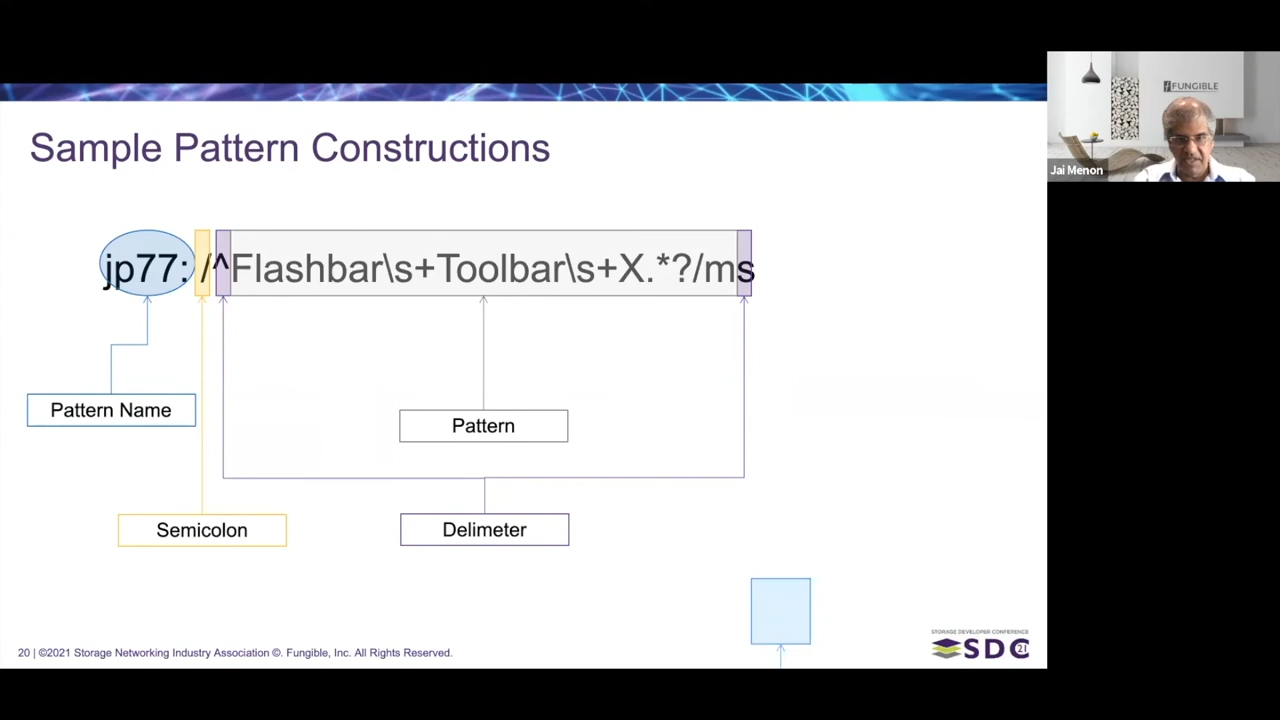 FUNGIBLE
Jai Menon
Sample Pattern Constructions
jp77: /^Flashbar\s+Toolbar\s+X.*?/ms
Pattern Name
Pattern
Semicolon
Delimeter
STORAGE DEVELOPER CONFERENCE
SDC 21
20 | ©2021 Storage Networking Industry Association ©. Fungible, Inc. All Rights Reserved.